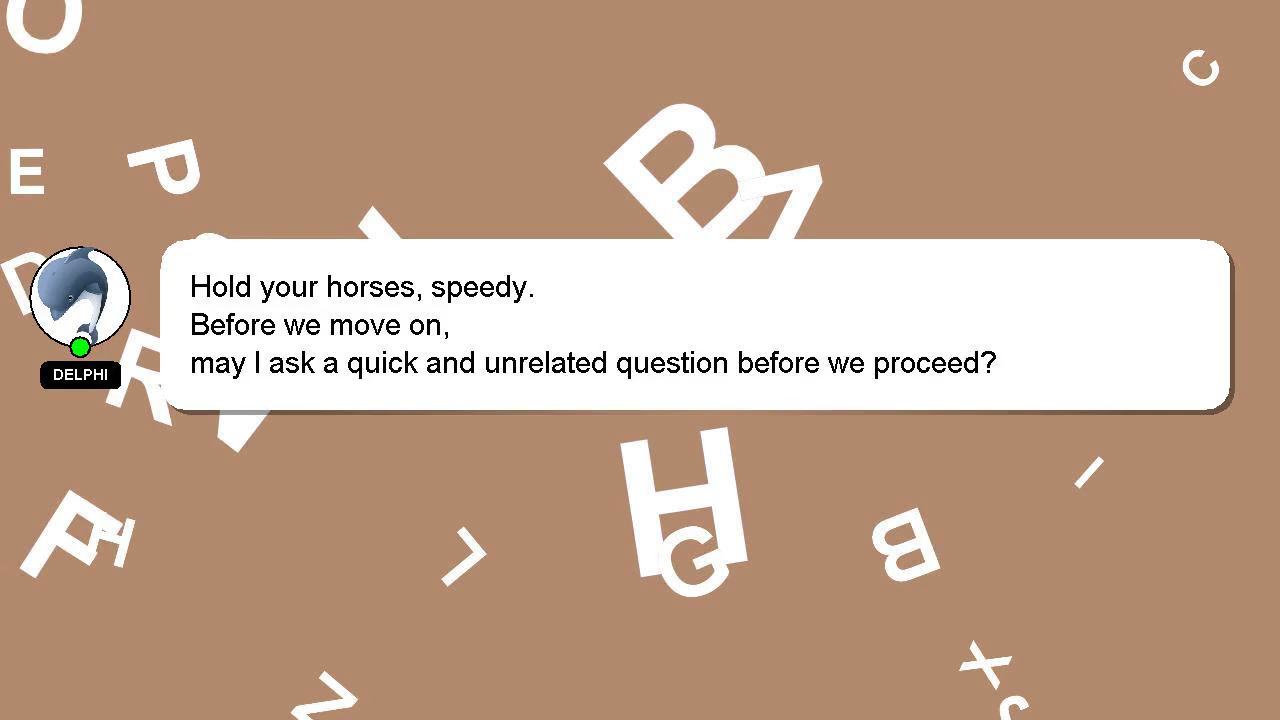 O
C
E
P
B
Z
D
Hold your horses, speedy.
Before we move on,
may I ask a quick and unrelated question before we proceed?
DELPHI
R
H
I
P
H
L
G
B
X
Z
J